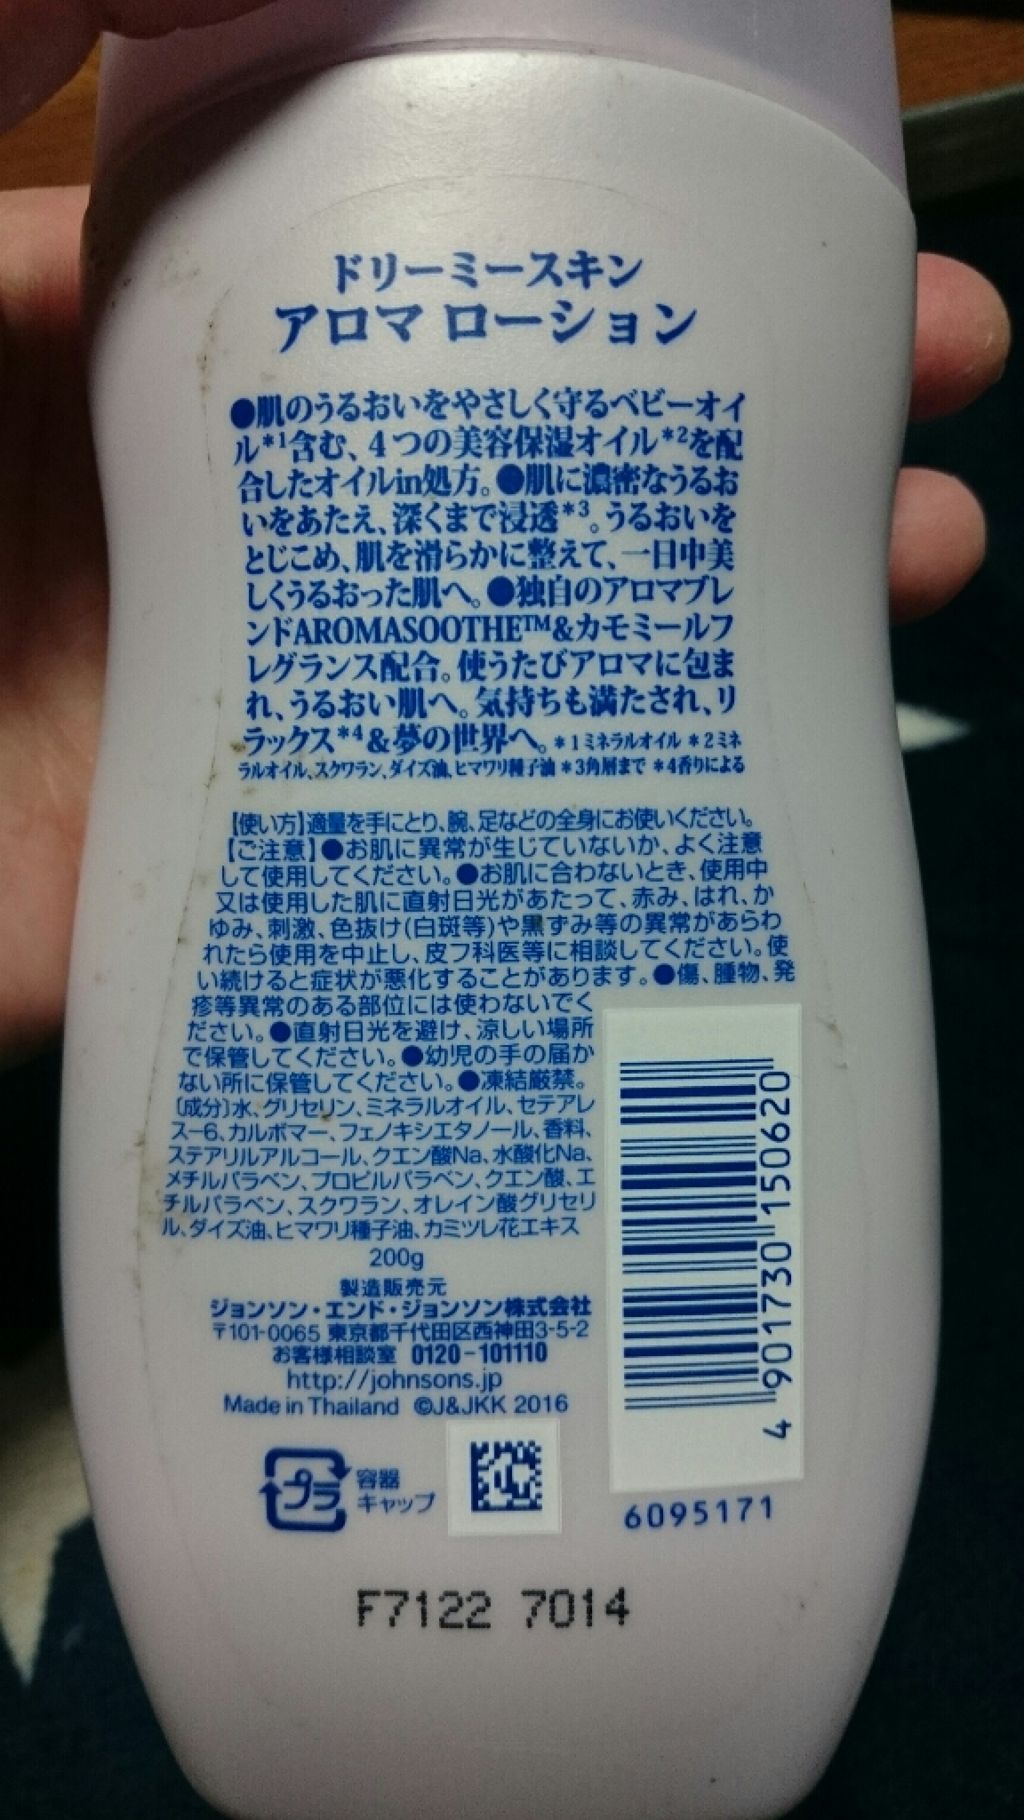 ドリーミースキン
アロマ ローション
●肌のうるおいをやさしく守るベビーオイ
ル*1含む、4つの美容保湿オイル*2を配
合したオイルin処方。●肌に濃密なうるお
いをあたえ、深くまで浸透*3。うるおいを
とじこめ、肌を滑らかに整えて、一日中美
しくうるおった肌へ。●独自のアロマブレ
ンドAROMASOOTHE™&カモミールフ
レグランス配合。使うたびアロマに包ま
れ、うるおい肌へ。気持ちも満たされ、リ
ラックス*4&夢の世界へ。*1ミネラルオイル *2ミネ
ラルオイル、スクワラン、ダイズ油、ヒマワリ種子油 *3角層まで *4香りによる
【使い方】適量を手にとり、腕、足などの全身にお使いください。
【ご注意】●お肌に異常が生じていないか、よく注意
して使用してください。●お肌に合わないとき、使用中
又は使用した肌に直射日光があたって、赤み、はれ、か
ゆみ、刺激、色抜け(白斑等)や黒ずみ等の異常があらわ
れたら使用を中止し、皮フ科医等に相談してください。使
い続けると症状が悪化することがあります。●傷、腫物、発
疹等異常のある部位には使わないでく
ださい。●直射日光を避け、涼しい場所
で保管してください。●幼児の手の届か
ない所に保管してください。●凍結厳禁。
〔成分〕水、グリセリン、ミネラルオイル、セテアレ
ス-6、カルボマー、フェノキシエタノール、香料、
ステアリルアルコール、クエン酸Na、水酸化Na、
メチルパラベン、プロピルパラベン、クエン酸、エ
チルパラベン、スクワラン、オレイン酸グリセリ
ル、ダイズ油、ヒマワリ種子油、カミツレ花エキス
200g
製造販売元
ジョンソン・エンド・ジョンソン株式会社
〒101-0065 東京都千代田区西神田3-5-2
お客様相談室 0120-101110
http://johnsons.jp
Made in Thailand ©J&JKK 2016
4 901730 150620
プラ
容器
キャップ
6095171
F7122 7014